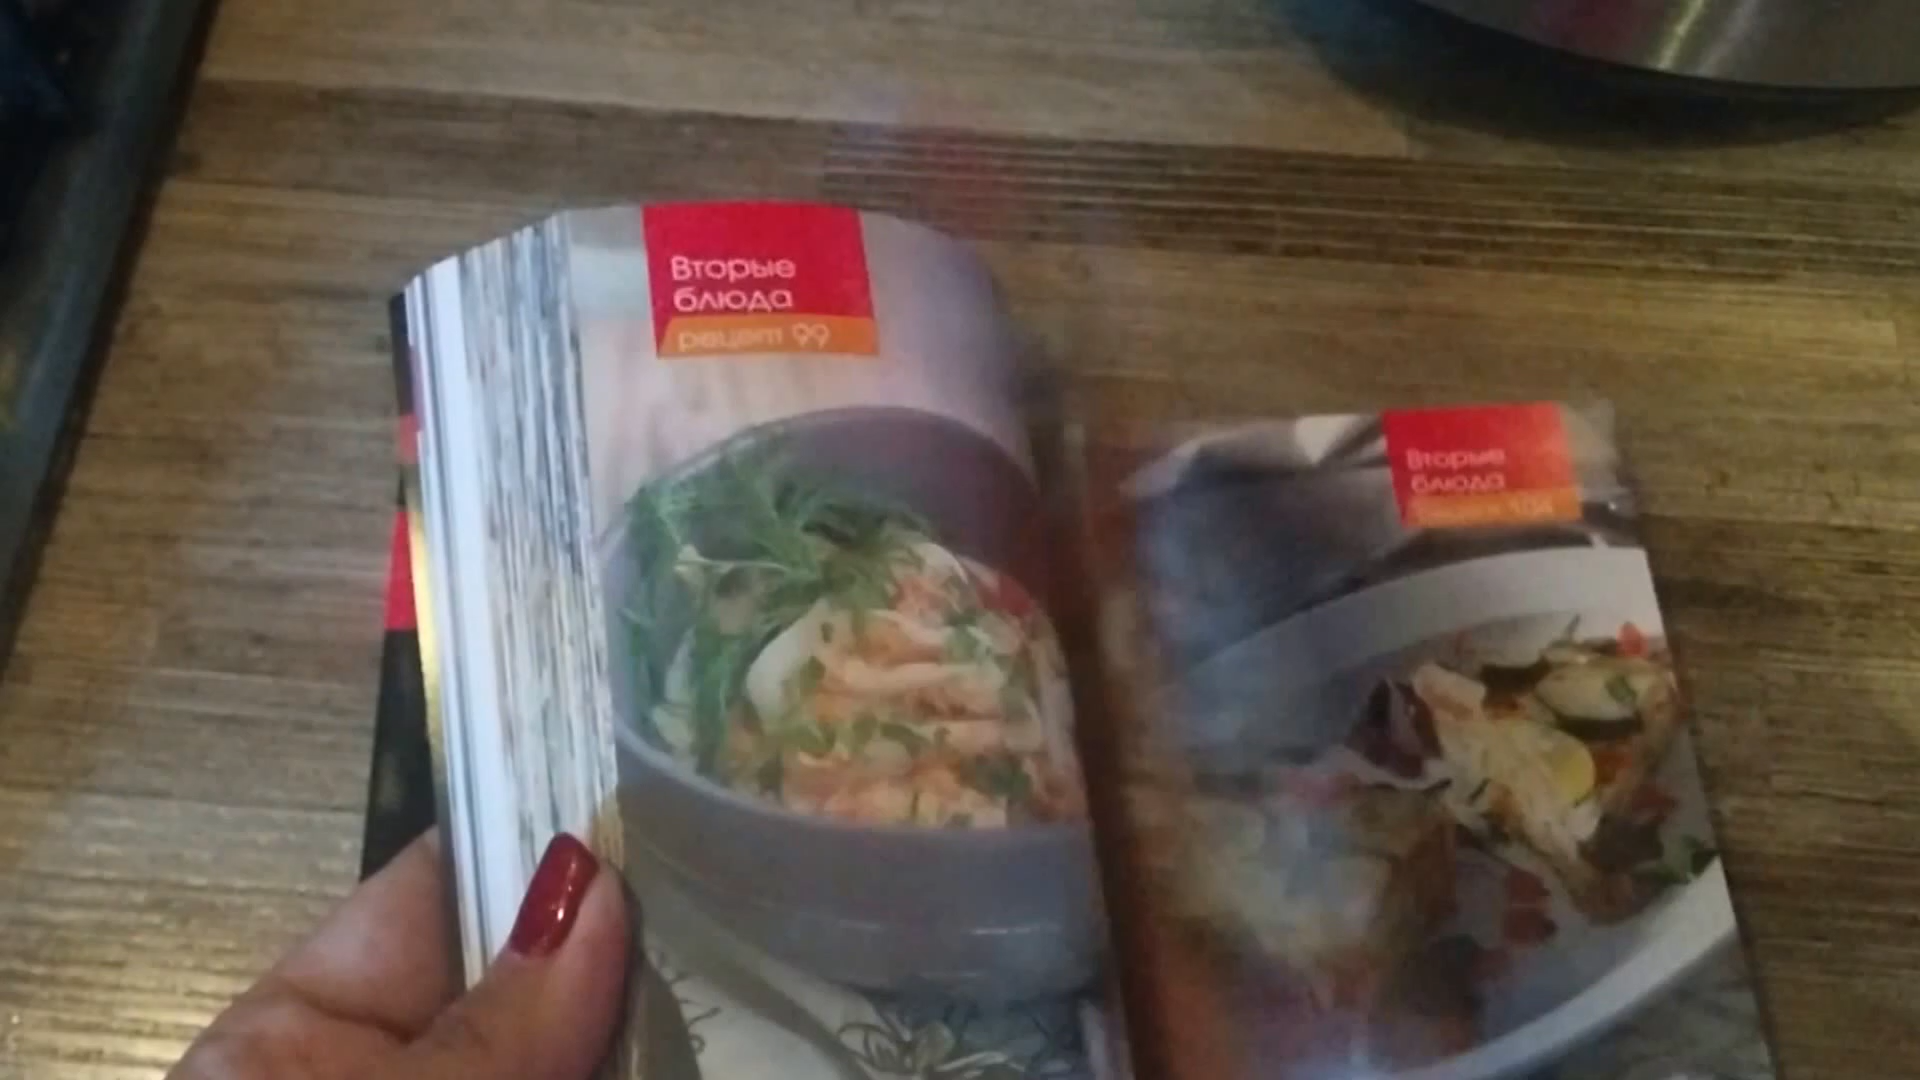 Вторые
блюда
рецепт 99
Вторые
блюда